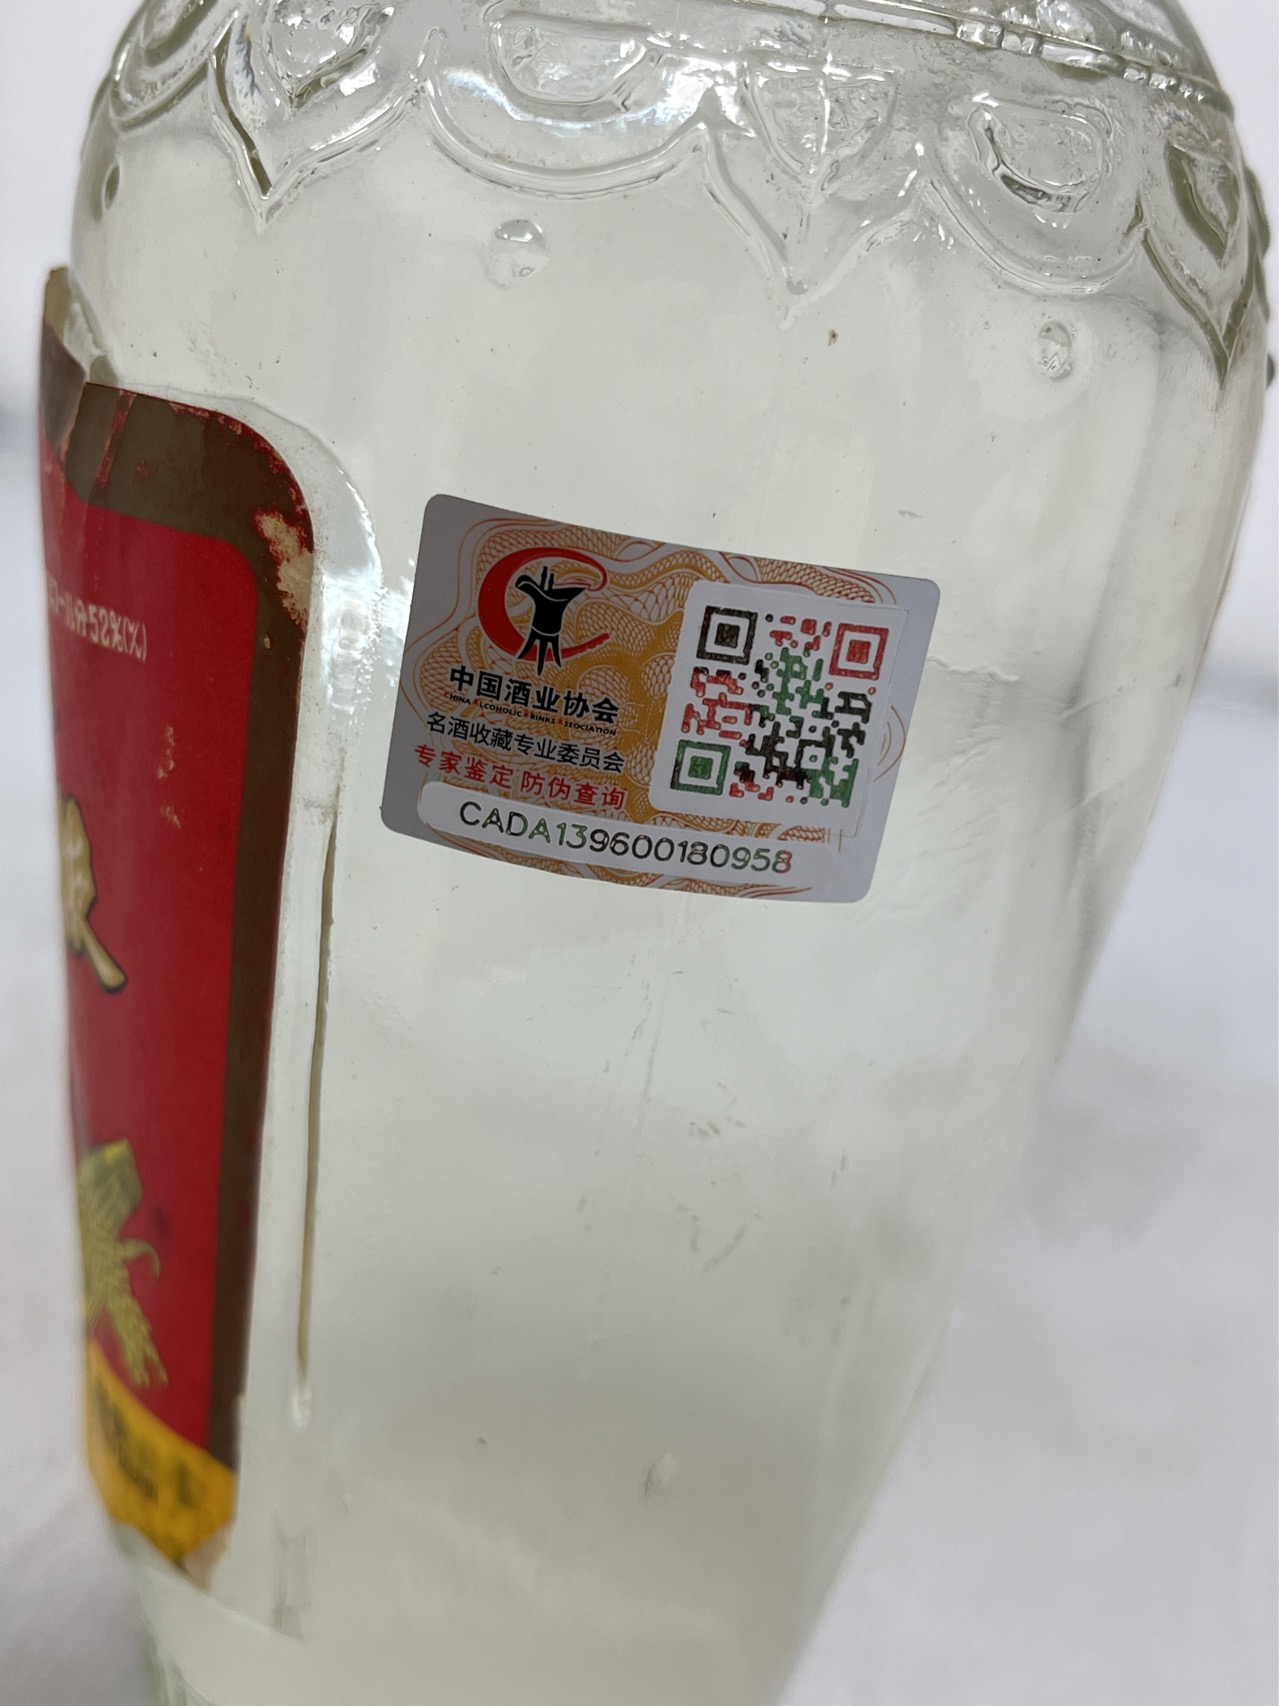 52%(%)
中国酒业协会
CHINA ALCOHOLIC DRINKS ASSOCIATION
名酒收藏专业委员会
专家鉴定 防伪查询
CADA139600180958